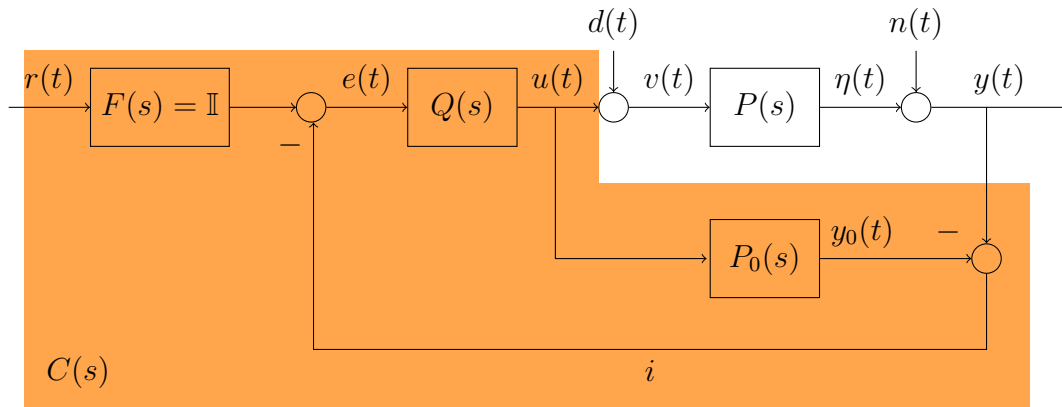 d(t)
n(t)
r(t)
F(s) = 𝕀
e(t)
Q(s)
u(t)
v(t)
P(s)
η(t)
y(t)
−
P₀(s)
y₀(t)
−
C(s)
i